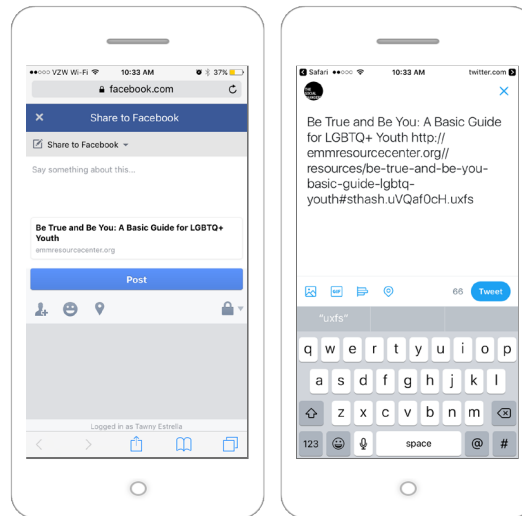 VZW Wi-Fi 10:33 AM 37%
facebook.com
Share to Facebook
Share to Facebook
Say something about this...
Be True and Be You: A Basic Guide for LGBTQ+
Youth
emmresourcecenter.org
Post
Logged in as Tawny Estrella
Safari 10:33 AM twitter.com
THE
SOCIAL
Be True and Be You: A Basic Guide
for LGBTQ+ Youth http://
emmresourcecenter.org//
resources/be-true-and-be-you-
basic-guide-lgbtq-
youth#sthash.uVQaf0cH.uxfs
GIF 66 Tweet
"uxfs"
q w e r t y u i o p
a s d f g h j k l
z x c v b n m
123 space @ #